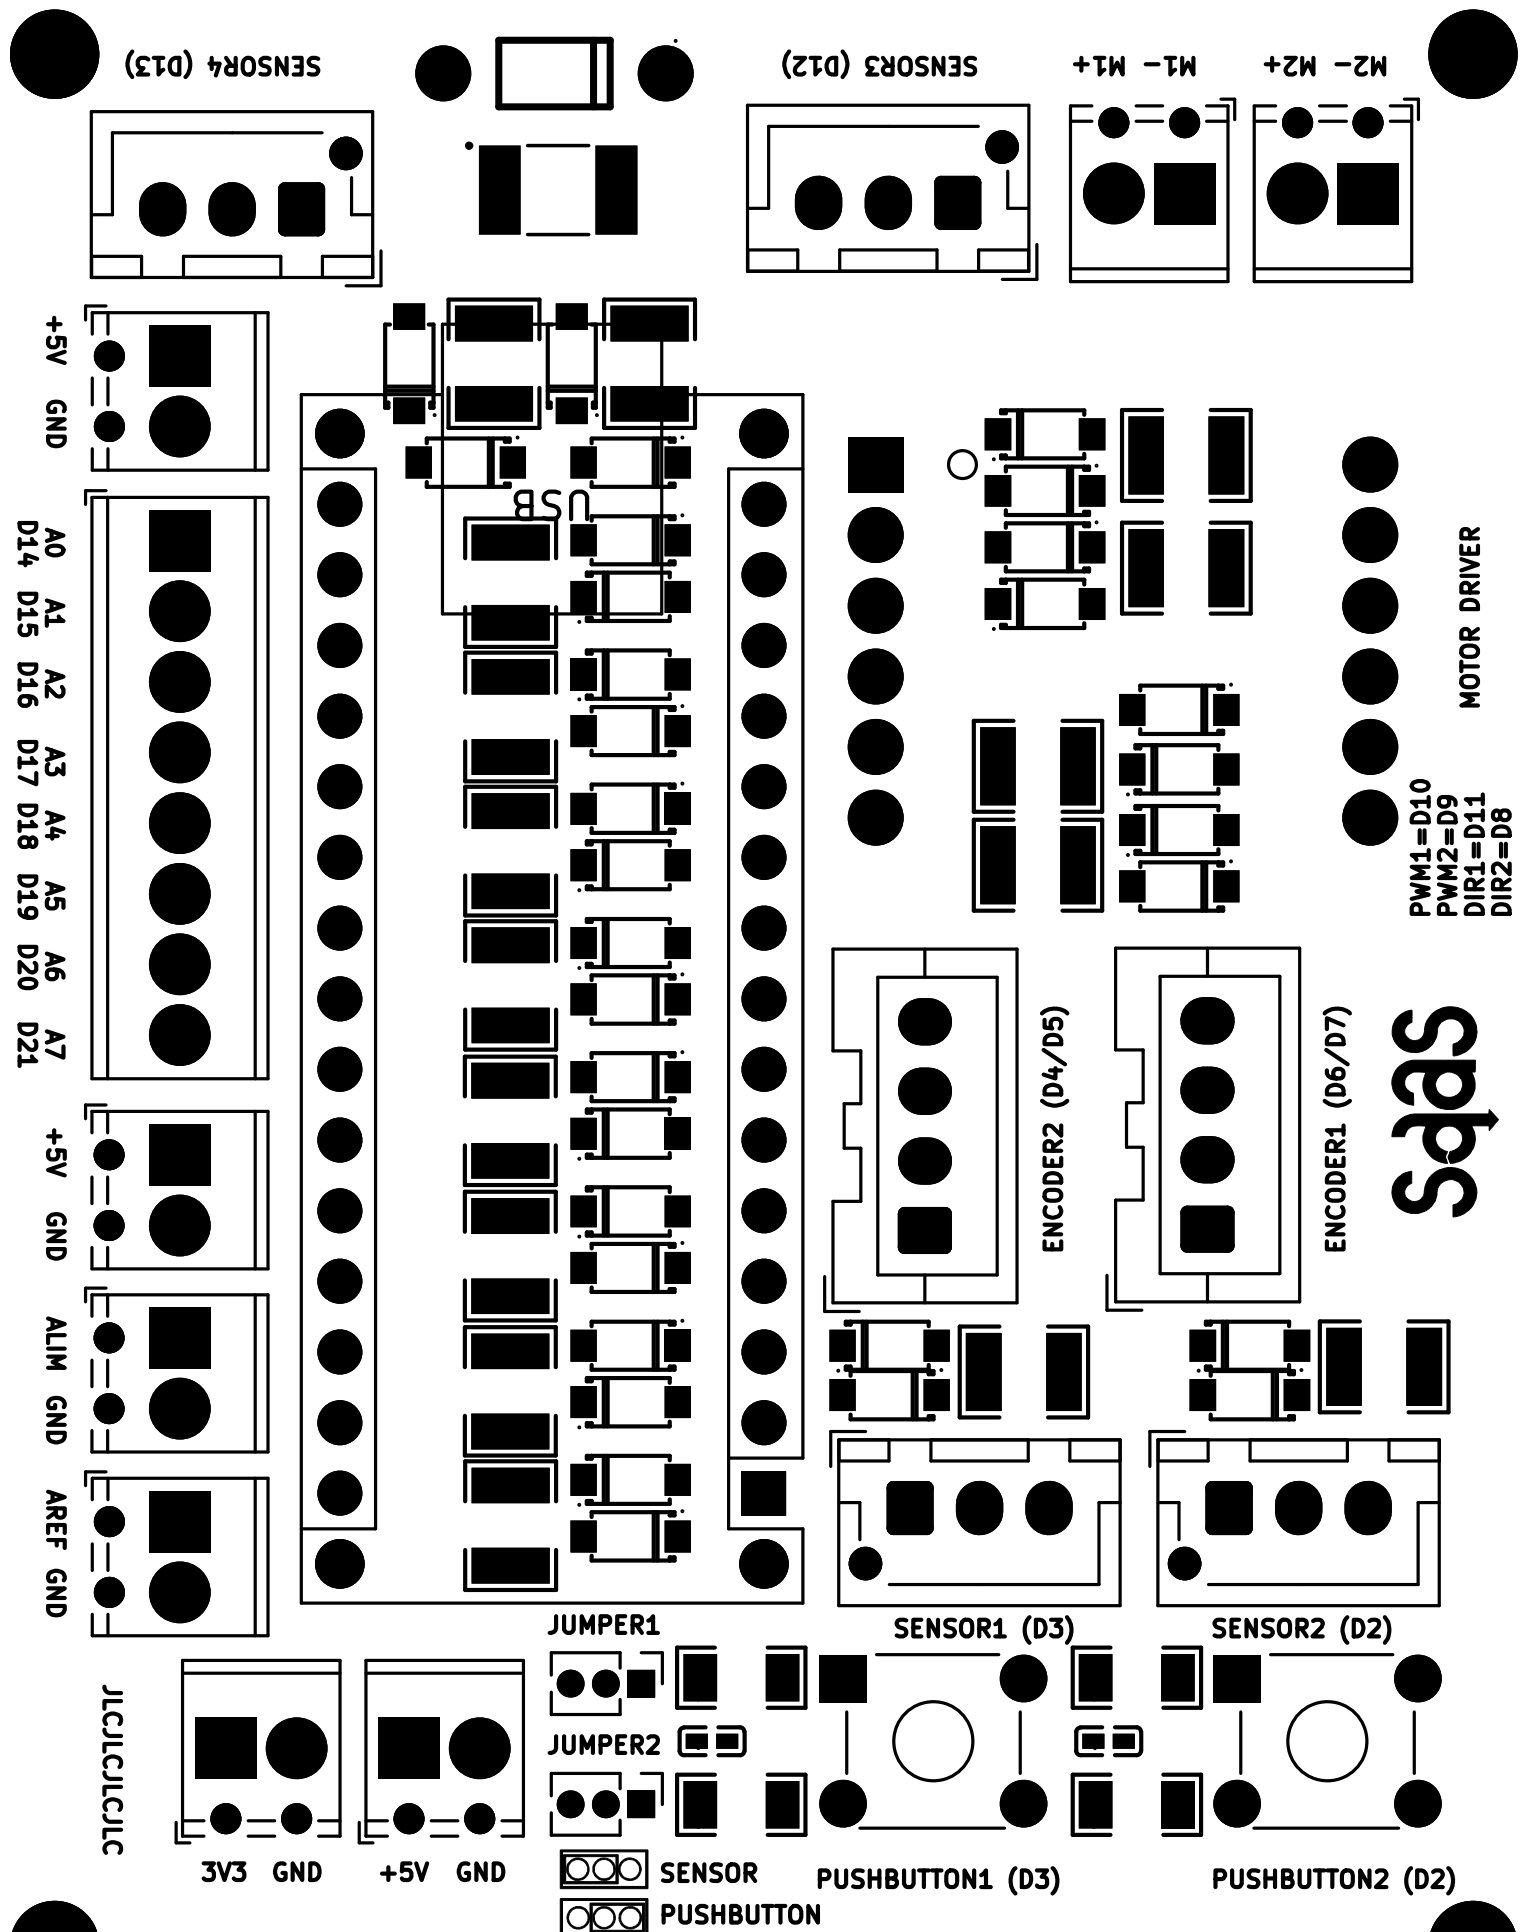 SENSOR4 (D13)
SENSOR3 (D12)
M1+ M1-
M2+ M2-
+5V GND
USB
A0 A1 A2 A3 A4 A5 A6 A7
D14 D15 D16 D17 D18 D19 D20 D21
MOTOR DRIVER
PWM1=D10
PWM2=D9
DIR1=D11
DIR2=D8
ENCODER2 (D4/D5)
ENCODER1 (D6/D7)
+5V GND
ALIM GND
AREF GND
JUMPER1
SENSOR1 (D3)
SENSOR2 (D2)
JLCJLCJLCJLC
JUMPER2
3V3 GND
+5V GND
SENSOR
PUSHBUTTON
PUSHBUTTON1 (D3)
PUSHBUTTON2 (D2)